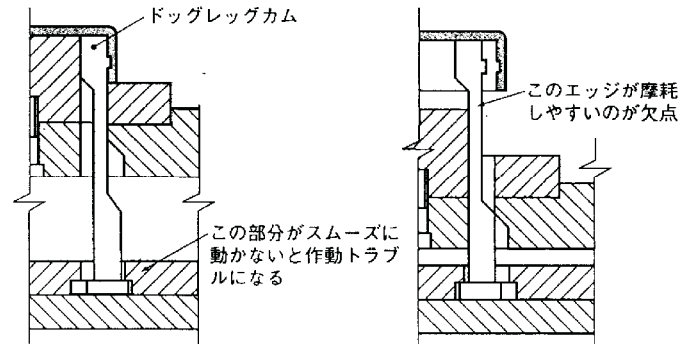 ドッグレッグカム
このエッジが摩耗
しやすいのが欠点
この部分がスムーズに
動かないと作動トラブ
ルになる